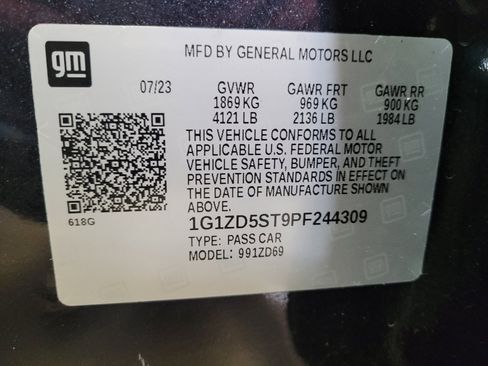 gm
MFD BY GENERAL MOTORS LLC
07/23 GVWR GAWR FRT GAWR RR
1869 KG 969 KG 900 KG
4121 LB 2136 LB 1984 LB
THIS VEHICLE CONFORMS TO ALL
APPLICABLE U.S. FEDERAL MOTOR
VEHICLE SAFETY, BUMPER, AND THEFT
PREVENTION STANDARDS IN EFFECT ON
THE DATE OF MANUFACTURE SHOWN
ABOVE.
618G
1G1ZD5ST9PF244309
TYPE: PASS CAR
MODEL: 991ZD69